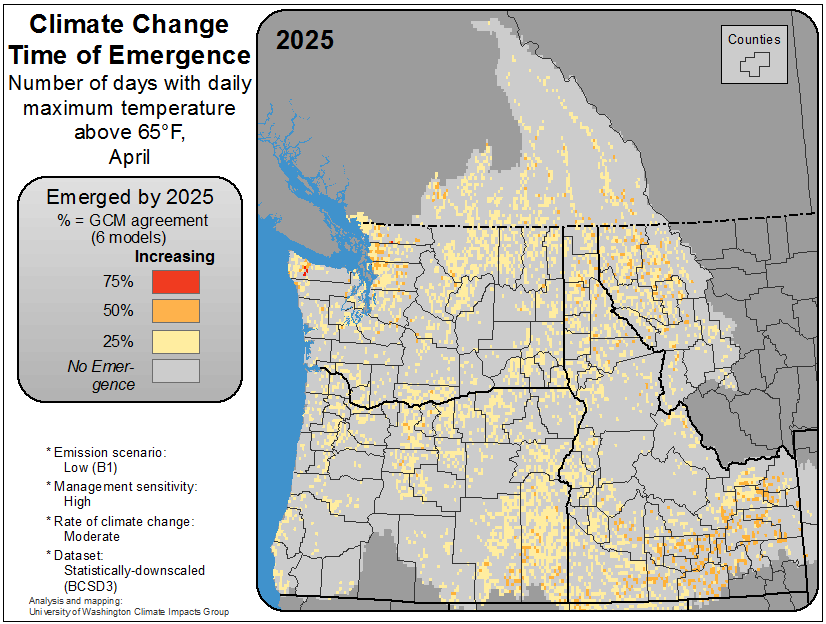 Climate Change
Time of Emergence
Number of days with daily
maximum temperature
above 65°F,
April
Emerged by 2025
% = GCM agreement
(6 models)
Increasing
75%
50%
25%
No Emer-
gence
* Emission scenario:
Low (B1)
* Management sensitivity:
High
* Rate of climate change:
Moderate
* Dataset:
Statistically-downscaled
(BCSD3)
Analysis and mapping:
University of Washington Climate Impacts Group
2025
Counties